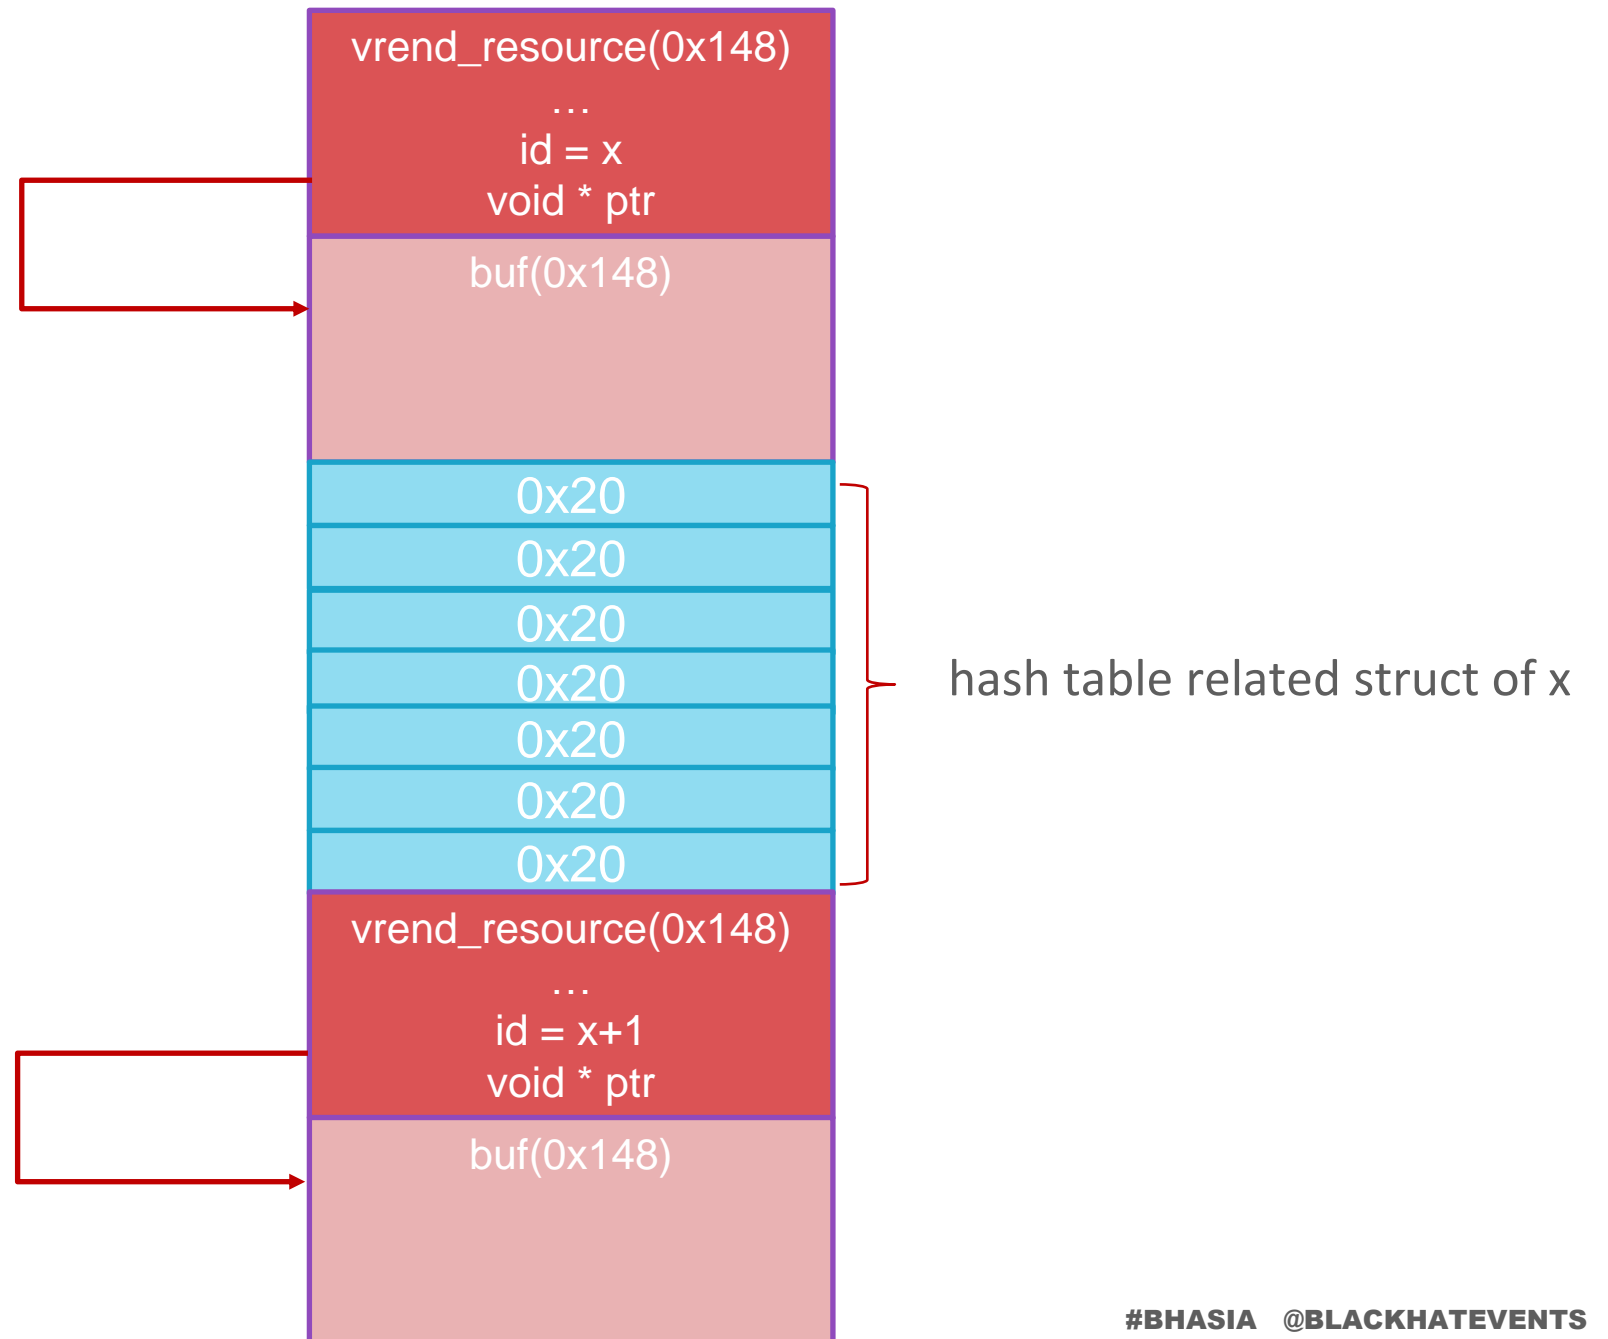 vrend_resource(0x148)
…
id = x
void * ptr
buf(0x148)
0x20
0x20
0x20
0x20
0x20
0x20
0x20
hash table related struct of x
vrend_resource(0x148)
…
id = x+1
void * ptr
buf(0x148)
#BHASIA @BLACKHATEVENTS